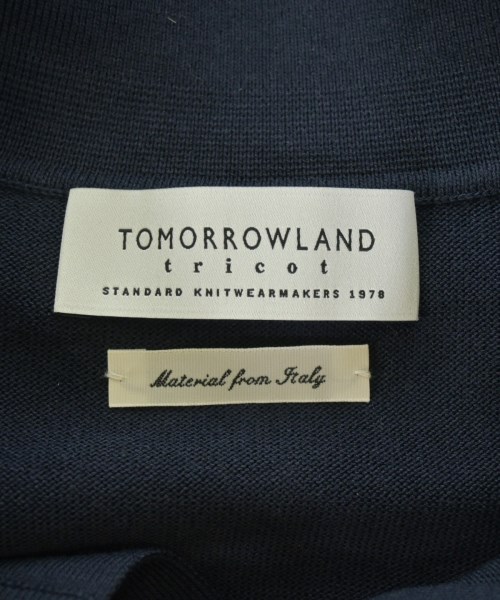 TOMORROWLAND
tricot
STANDARD KNITWEARMAKERS 1978
Material from Italy